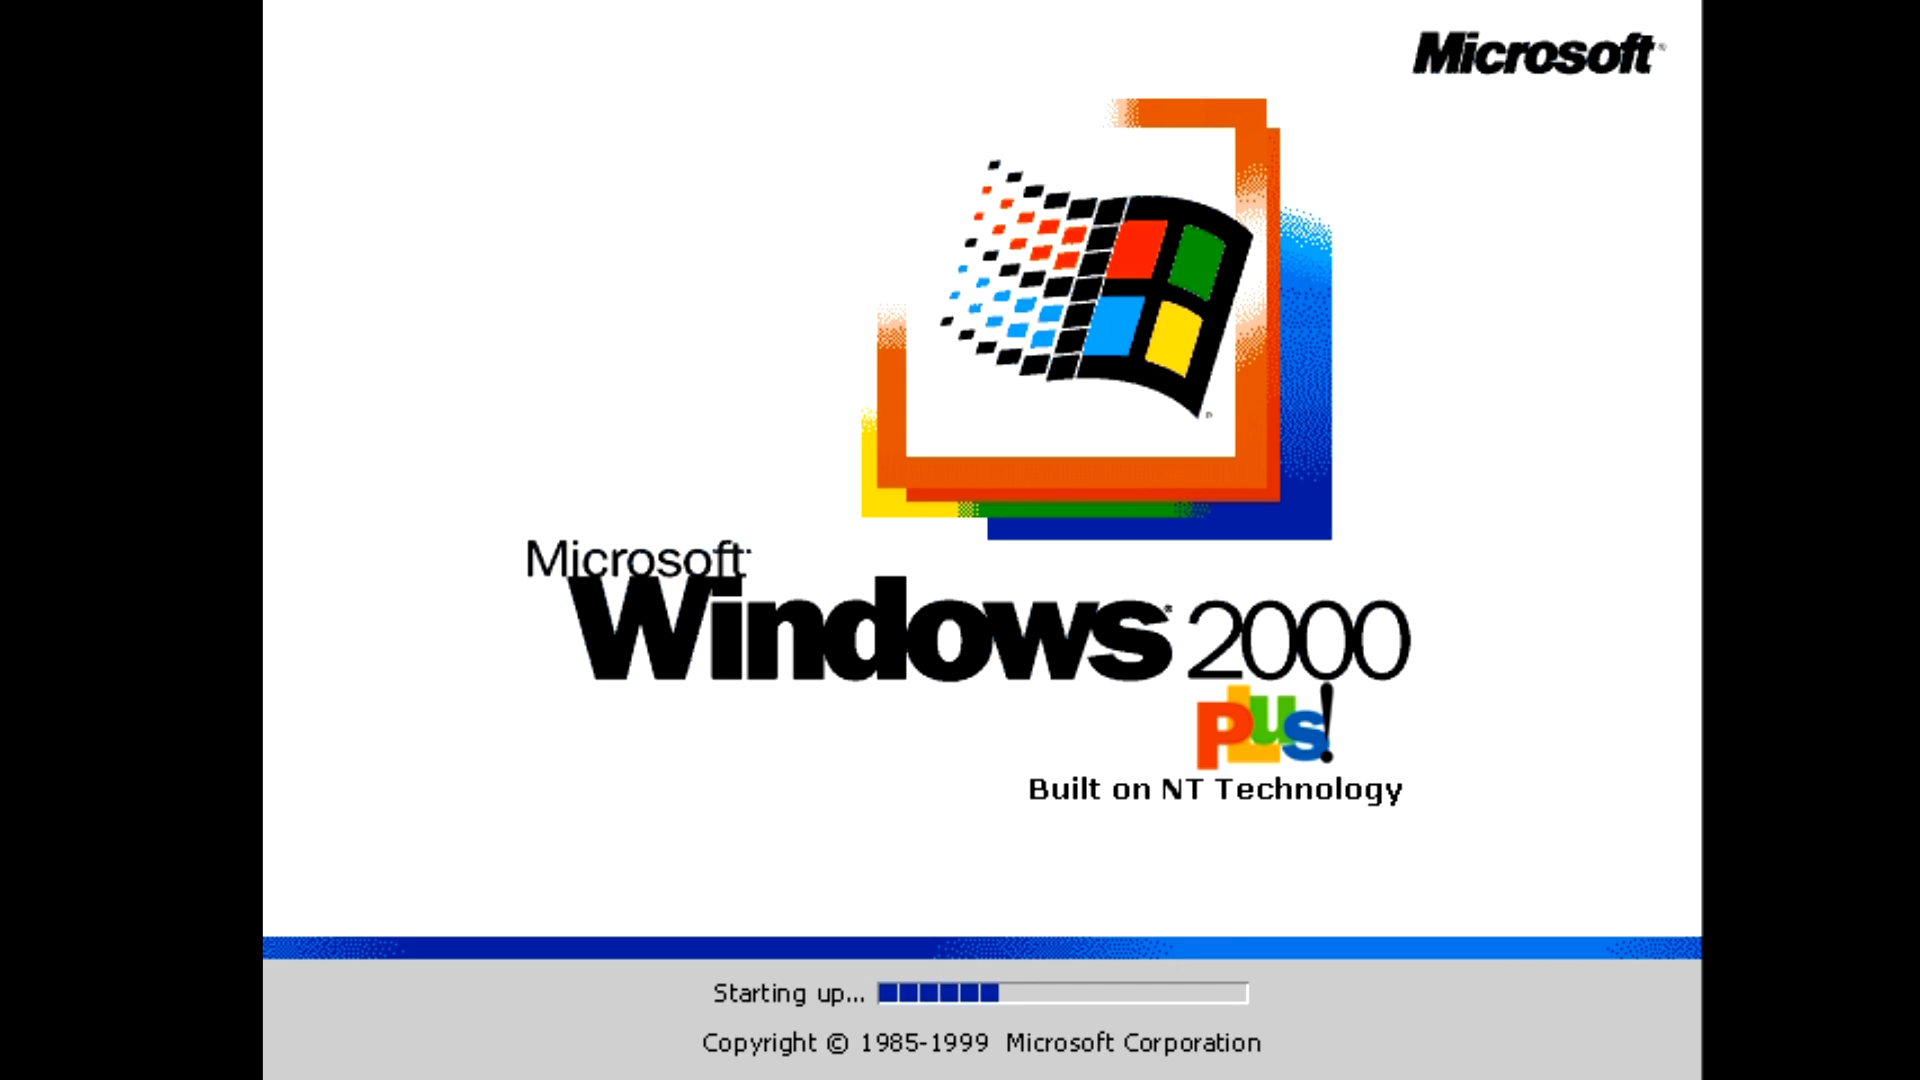 Microsoft
Microsoft
Windows 2000
Plus!
Built on NT Technology
Starting up...
Copyright © 1985-1999 Microsoft Corporation